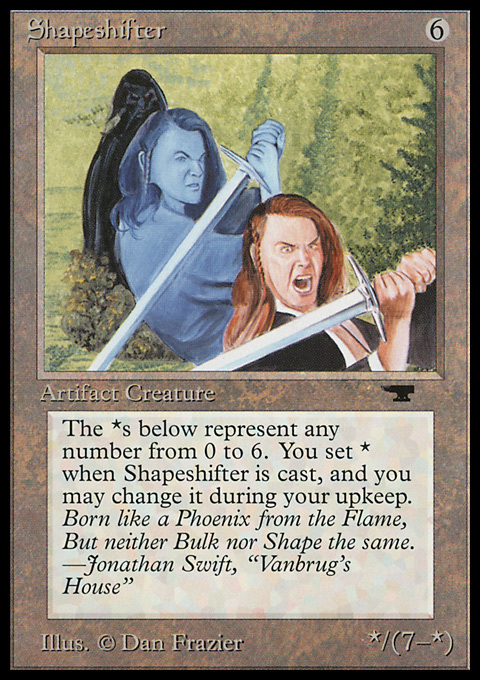 Shapeshifter 6
Artifact Creature
The *s below represent any
number from 0 to 6. You set *
when Shapeshifter is cast, and you
may change it during your upkeep.
Born like a Phoenix from the Flame,
But neither Bulk nor Shape the same.
—Jonathan Swift, “Vanbrug's
House”
Illus. © Dan Frazier */(7–*)